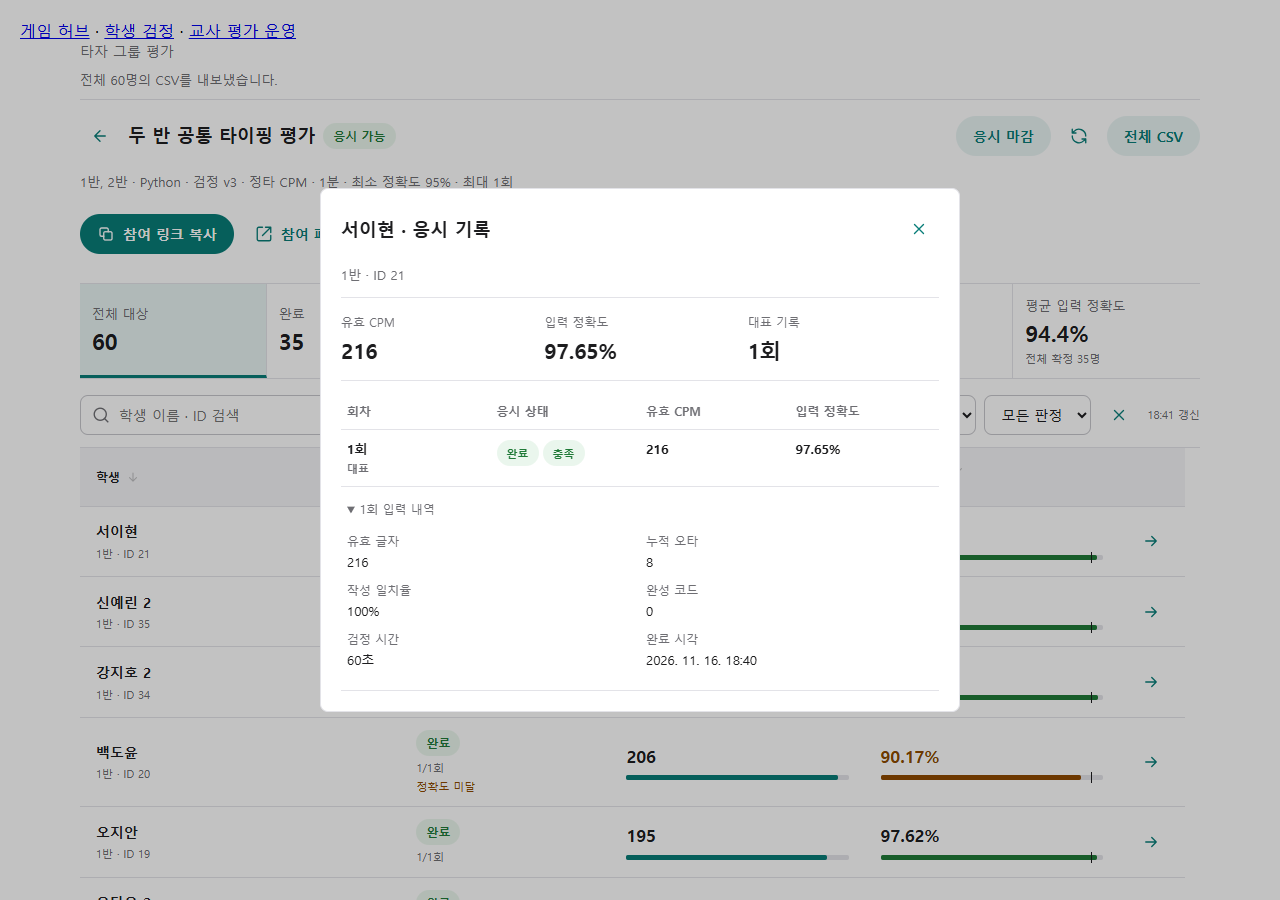 게임 허브 · 학생 검정 · 교사 평가 운영
타자 그룹 평가
전체 60명의 CSV를 내보냈습니다.
두 반 공통 타이핑 평가 응시 가능 응시 마감 전체 CSV
1반, 2반 · Python · 검정 v3 · 정타 CPM · 1분 · 최소 정확도 95% · 최대 1회
참여 링크 복사 참여
전체 대상 완료 평균 입력 정확도
60 35 94.4%
전체 확정 35명
학생 이름 · ID 검색 모든 판정 18:41 갱신
학생
서이현 · 응시 기록
1반 · ID 21
유효 CPM 입력 정확도 대표 기록
216 97.65% 1회
회차 응시 상태 유효 CPM 입력 정확도
1회 완료 충족 216 97.65%
대표
1회 입력 내역
유효 글자 누적 오타
216 8
작성 일치율 완성 코드
100% 0
검정 시간 완료 시각
60초 2026. 11. 16. 18:40
서이현
1반 · ID 21
신예린 2
1반 · ID 35
강지호 2
1반 · ID 34
백도윤 완료 206 90.17%
1반 · ID 20 1/1회
정확도 미달
오지안 완료 195 97.62%
1반 · ID 19 1/1회